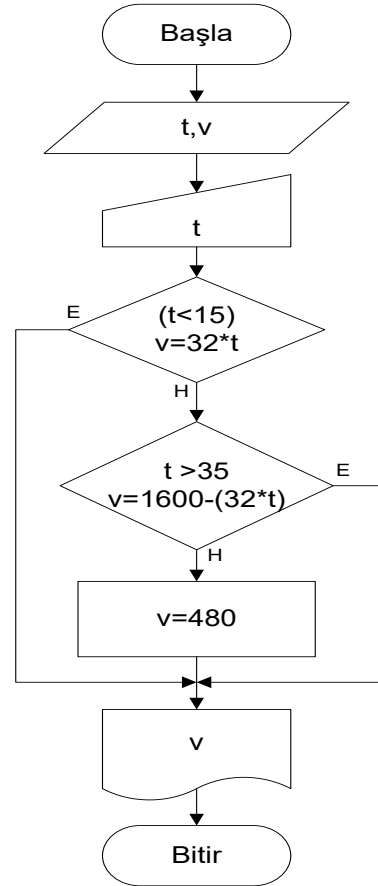 Başla
t,v
t
E
(t<15)
v=32*t
H
t >35
E
v=1600-(32*t)
H
v=480
v
Bitir